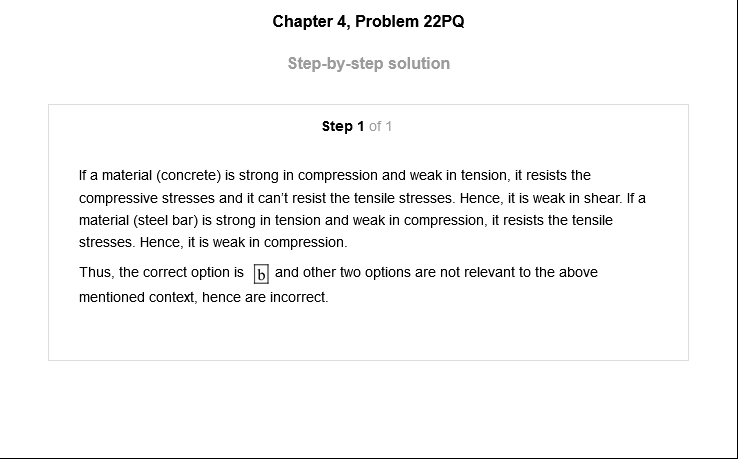 Chapter 4, Problem 22PQ
Step-by-step solution
Step 1 of 1
If a material (concrete) is strong in compression and weak in tension, it resists the
compressive stresses and it can't resist the tensile stresses. Hence, it is weak in shear. If a
material (steel bar) is strong in tension and weak in compression, it resists the tensile
stresses. Hence, it is weak in compression.
Thus, the correct option is b and other two options are not relevant to the above
mentioned context, hence are incorrect.